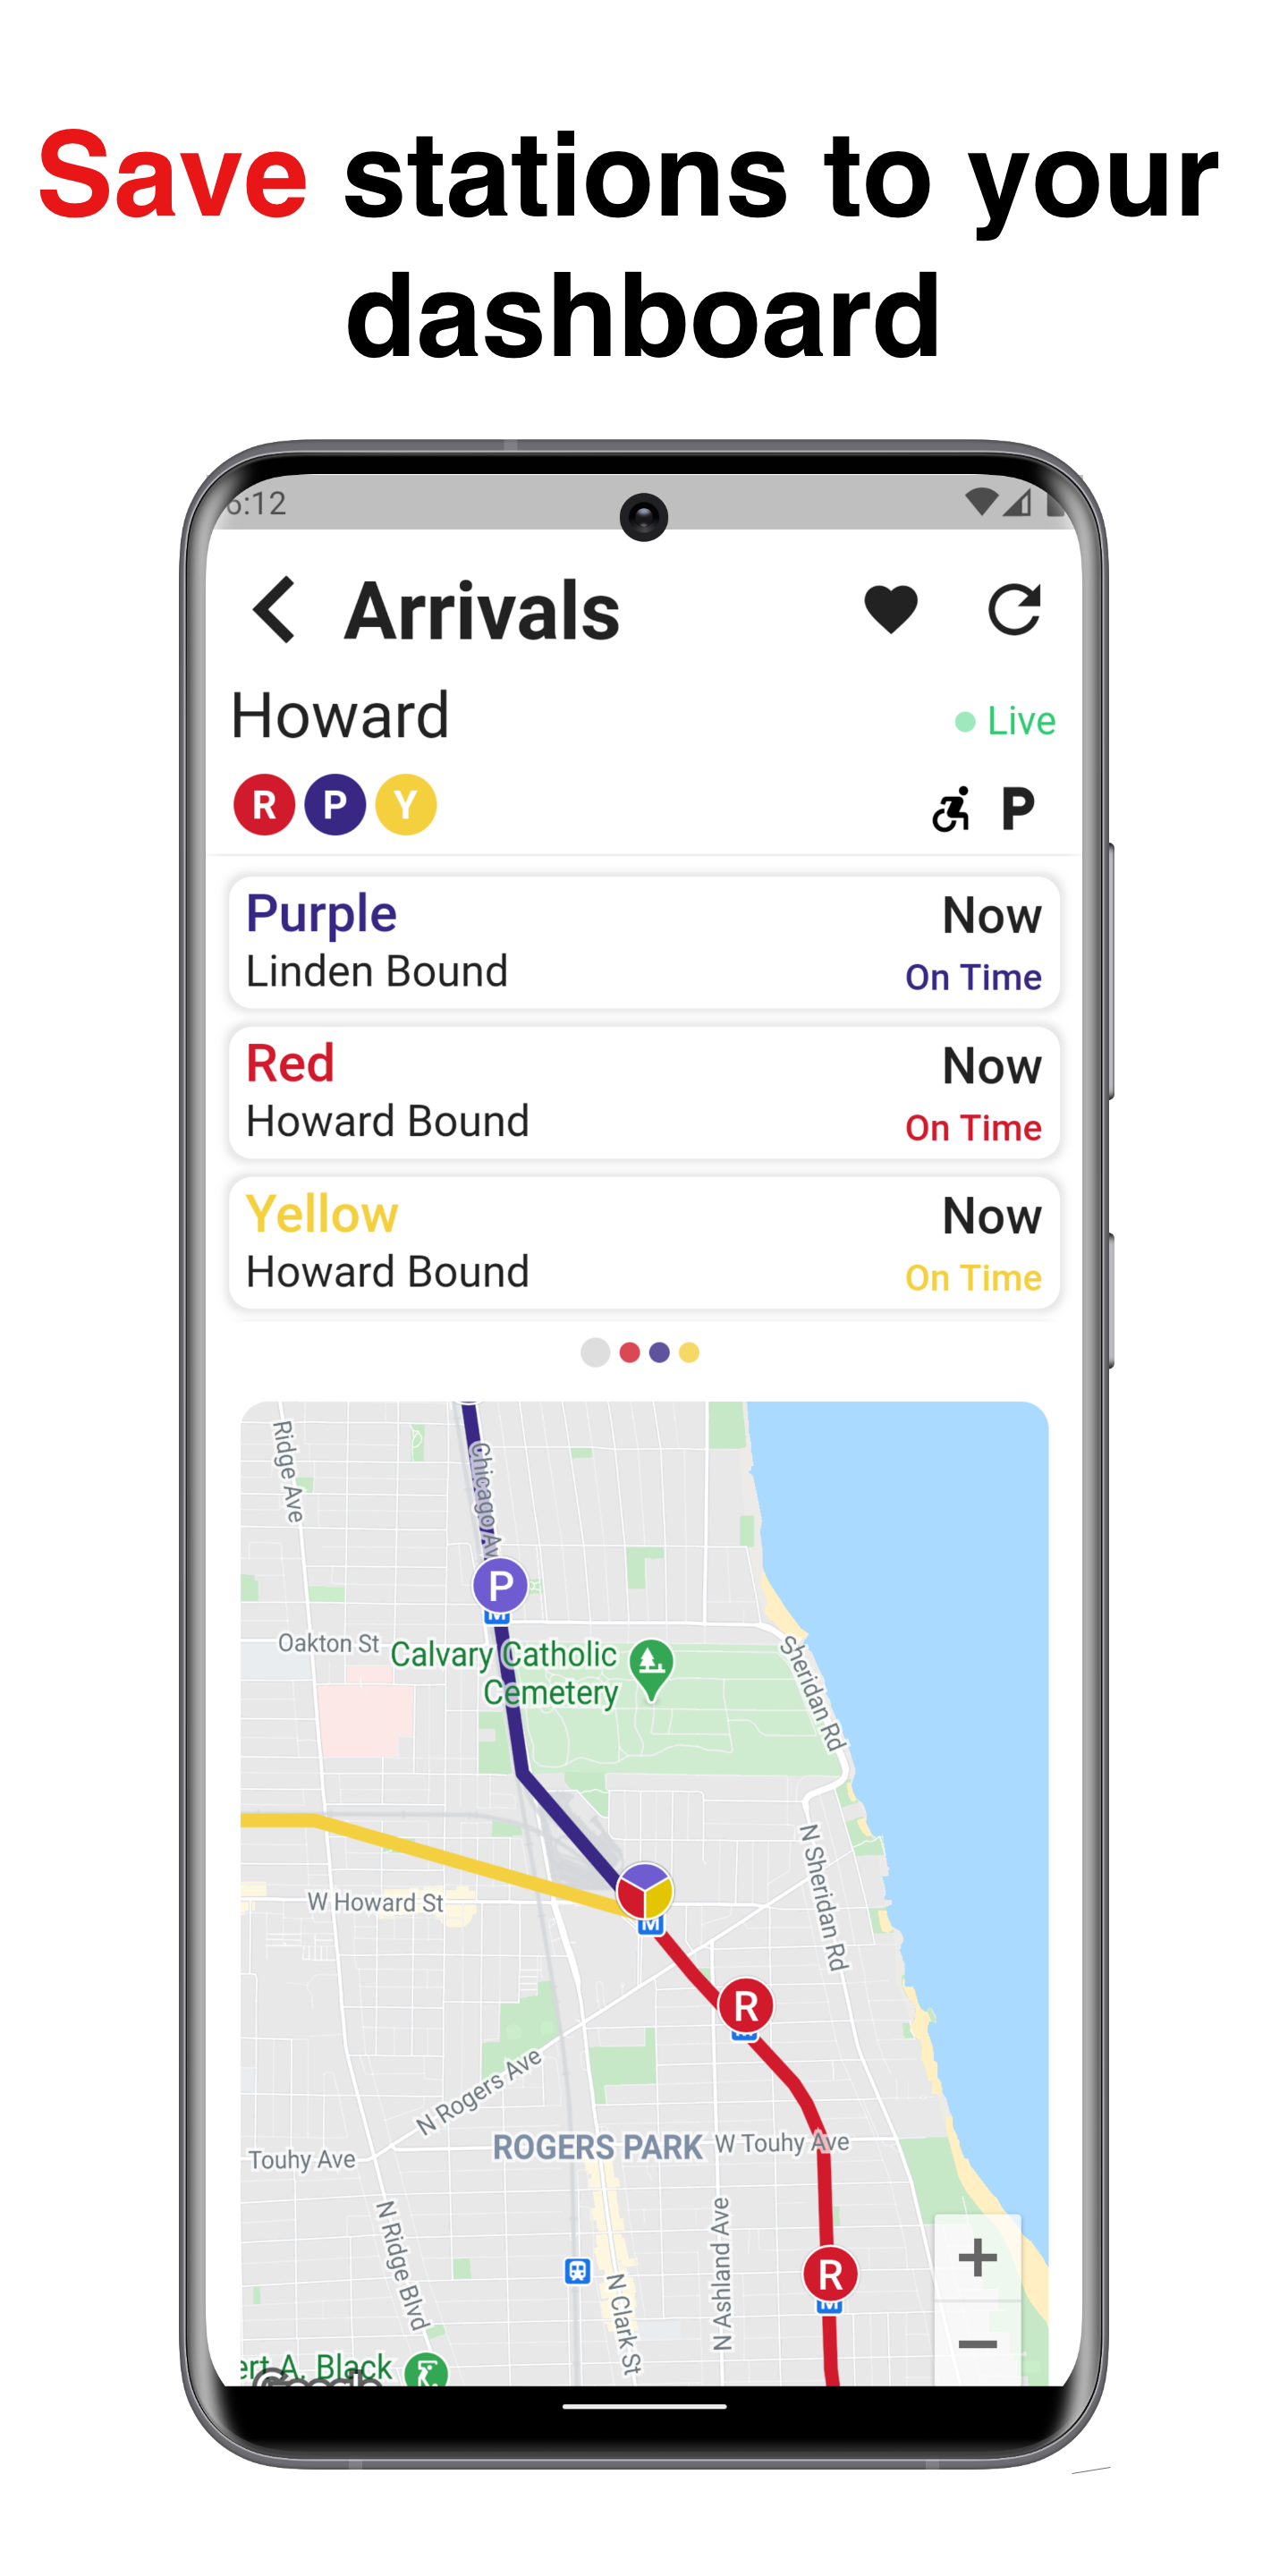 Save stations to your
dashboard
6:12
Arrivals
Howard
Live
R P Y
P
Purple
Now
Linden Bound
On Time
Red
Now
Howard Bound
On Time
Yellow
Now
Howard Bound
On Time
Ridge Ave
Chicago Av
P
M
Oakton St
Calvary Catholic
Cemetery
Sheridan Rd
N Sheridan Rd
W Howard St
M
R
N Rogers Ave
ROGERS PARK
W Touhy Ave
Touhy Ave
N Ridge Blvd
N Clark St
N Ashland Ave
R
M
+
−
ert A. Black
Google